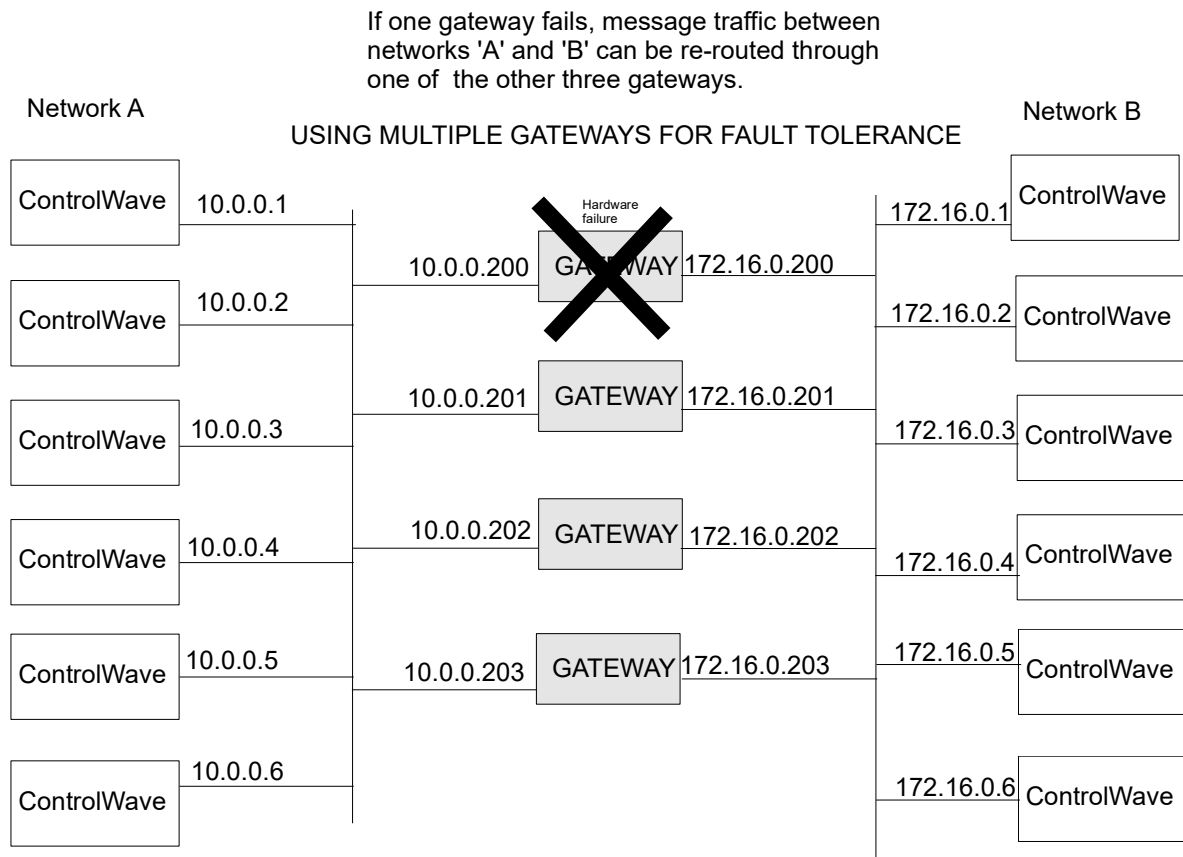 If one gateway fails, message traffic between
networks 'A' and 'B' can be re-routed through
one of the other three gateways.
Network A
Network B
USING MULTIPLE GATEWAYS FOR FAULT TOLERANCE
ControlWave
10.0.0.1
Hardware
failure
172.16.0.1
ControlWave
10.0.0.200
GATEWAY
172.16.0.200
ControlWave
10.0.0.2
172.16.0.2
ControlWave
10.0.0.201
GATEWAY
172.16.0.201
ControlWave
10.0.0.3
172.16.0.3
ControlWave
10.0.0.202
GATEWAY
172.16.0.202
ControlWave
10.0.0.4
172.16.0.4
ControlWave
10.0.0.203
GATEWAY
172.16.0.203
ControlWave
10.0.0.5
172.16.0.5
ControlWave
ControlWave
10.0.0.6
172.16.0.6
ControlWave